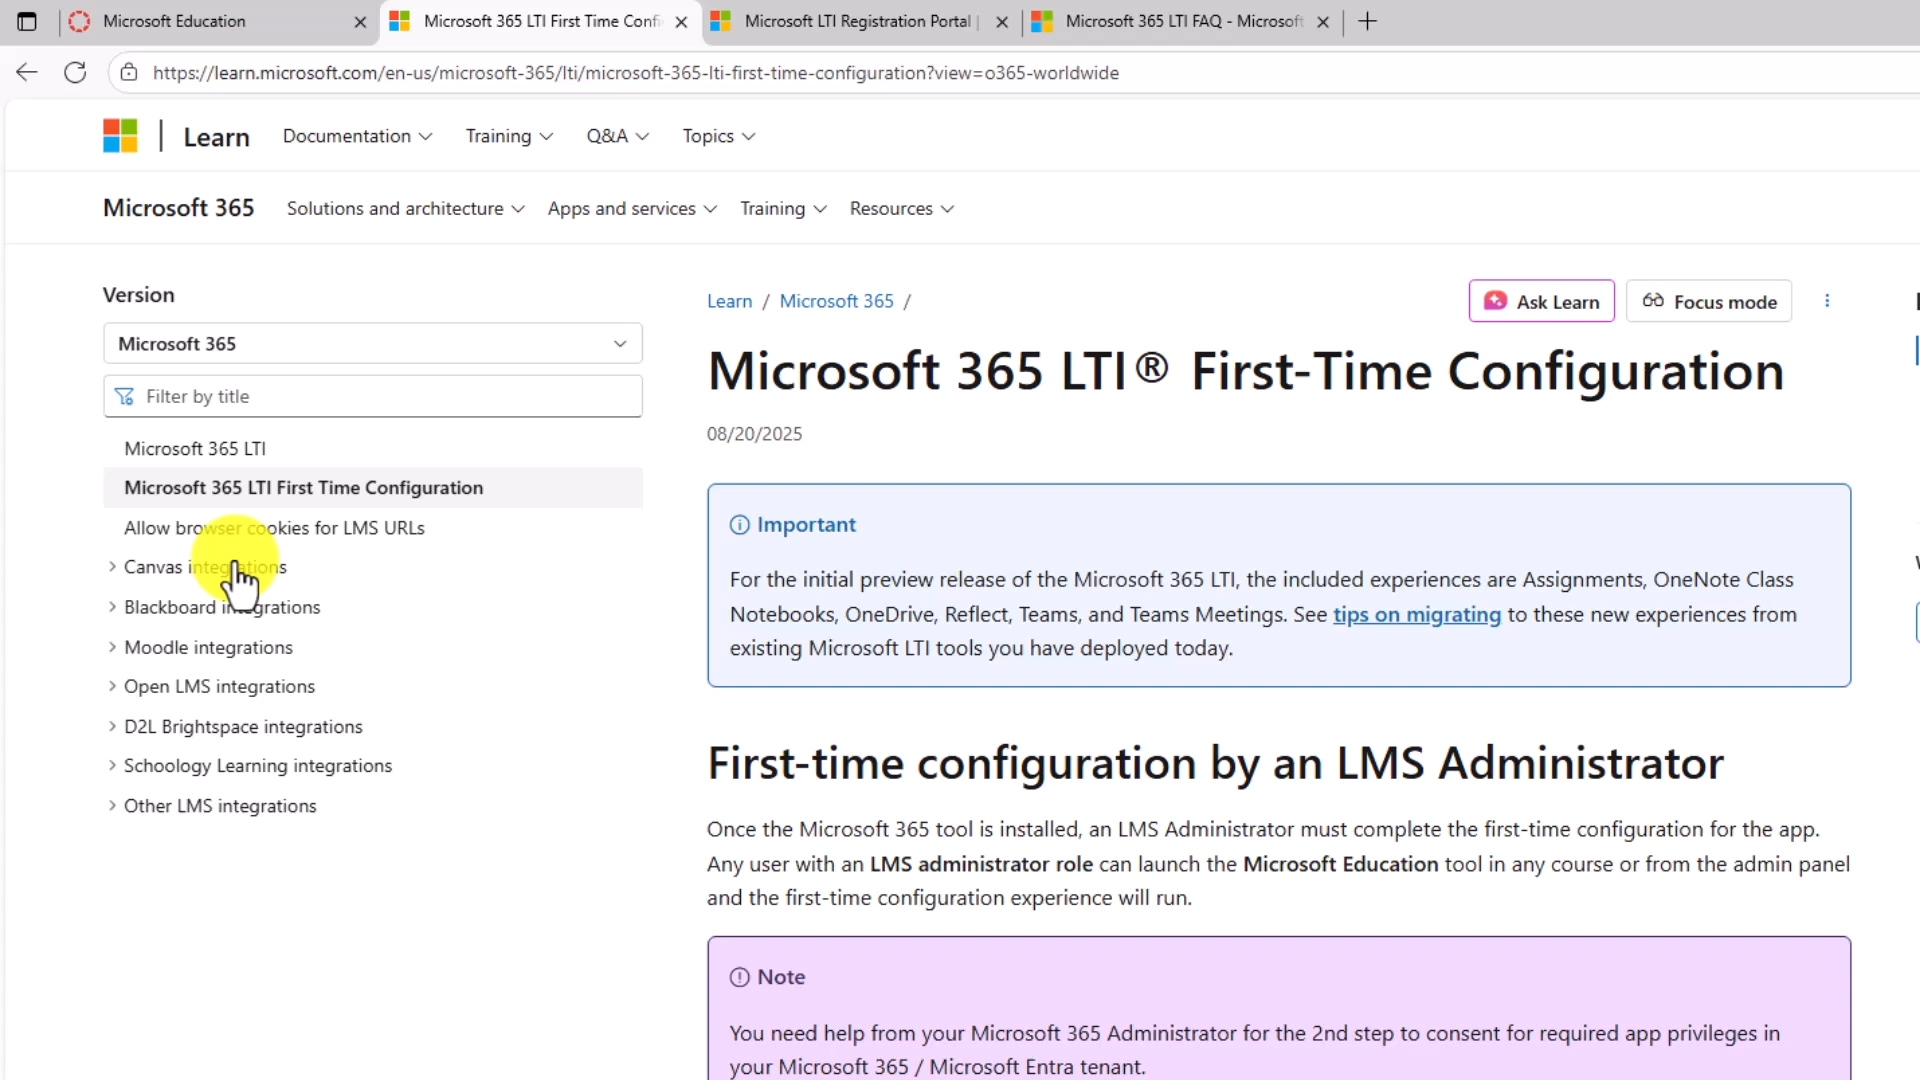 Microsoft Education
Microsoft 365 LTI First Time Confi
Microsoft LTI Registration Portal |
Microsoft 365 LTI FAQ - Microsoft
https://learn.microsoft.com/en-us/microsoft-365/lti/microsoft-365-lti-first-time-configuration?view=o365-worldwide
Learn
Documentation
Training
Q&A
Topics
Microsoft 365
Solutions and architecture
Apps and services
Training
Resources
Version
Microsoft 365
Filter by title
Microsoft 365 LTI
Microsoft 365 LTI First Time Configuration
Allow browser cookies for LMS URLs
Canvas integrations
Blackboard integrations
Moodle integrations
Open LMS integrations
D2L Brightspace integrations
Schoology Learning integrations
Other LMS integrations
Learn / Microsoft 365 /
Ask Learn
Focus mode
Microsoft 365 LTI® First-Time Configuration
08/20/2025
Important
For the initial preview release of the Microsoft 365 LTI, the included experiences are Assignments, OneNote Class
Notebooks, OneDrive, Reflect, Teams, and Teams Meetings. See tips on migrating to these new experiences from
existing Microsoft LTI tools you have deployed today.
First-time configuration by an LMS Administrator
Once the Microsoft 365 tool is installed, an LMS Administrator must complete the first-time configuration for the app.
Any user with an LMS administrator role can launch the Microsoft Education tool in any course or from the admin panel
and the first-time configuration experience will run.
Note
You need help from your Microsoft 365 Administrator for the 2nd step to consent for required app privileges in
your Microsoft 365 / Microsoft Entra tenant.